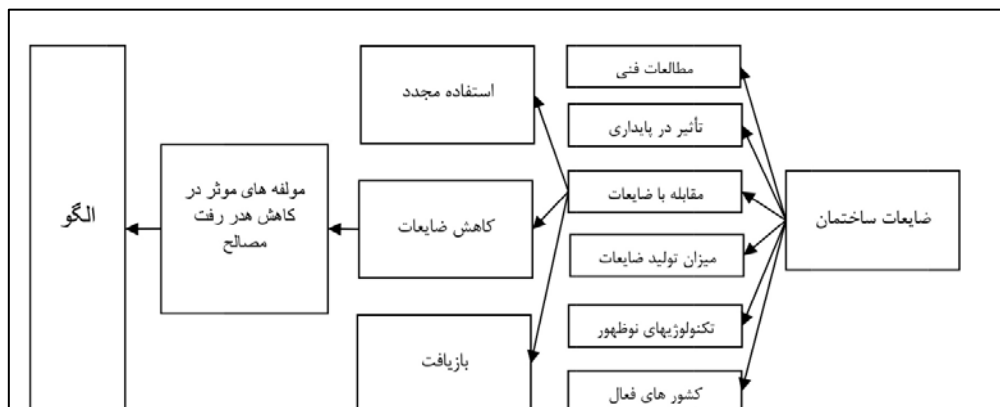 ضایعات ساختمان
مطالعات فنی
تأثیر در پایداری
مقابله با ضایعات
میزان تولید ضایعات
تکنولوژیهای نوظهور
کشور های فعال
استفاده مجدد
کاهش ضایعات
بازیافت
مولفه های موثر در
کاهش هدر رفت
مصالح
الگو